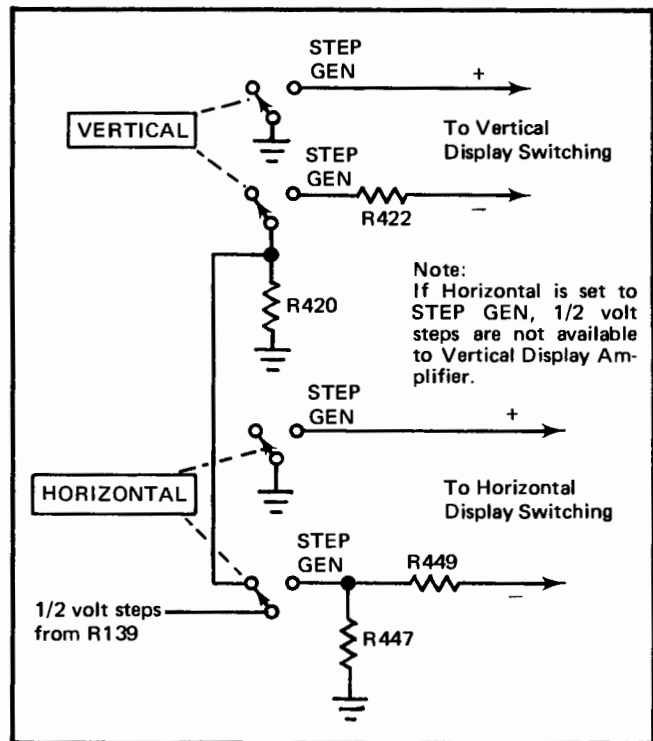 STEP
GEN
+
VERTICAL
To Vertical
Display Switching
STEP
GEN
R422
−
R420
Note:
If Horizontal is set to
STEP GEN, 1/2 volt
steps are not available
to Vertical Display Am-
plifier.
STEP
GEN
+
HORIZONTAL
To Horizontal
Display Switching
STEP
GEN
R449
−
1/2 volt steps
from R139
R447